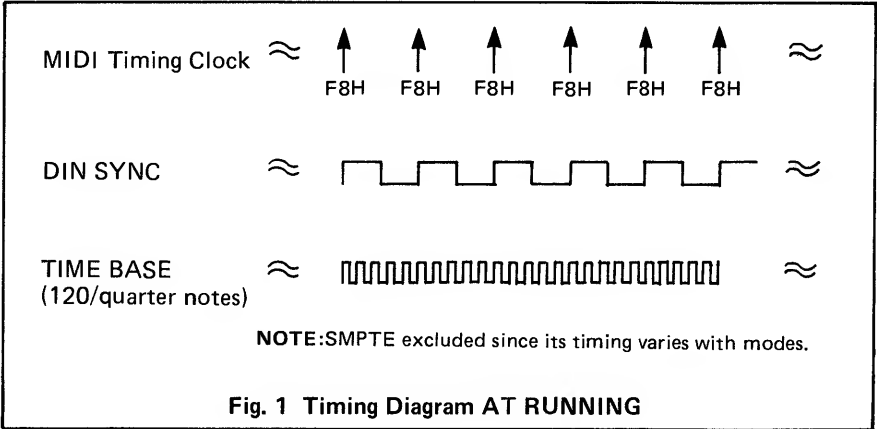 MIDI Timing Clock ≈ ≈
F8H F8H F8H F8H F8H F8H
DIN SYNC ≈ ≈
TIME BASE ≈ ≈
(120/quarter notes)
NOTE:SMPTE excluded since its timing varies with modes.
Fig. 1 Timing Diagram AT RUNNING